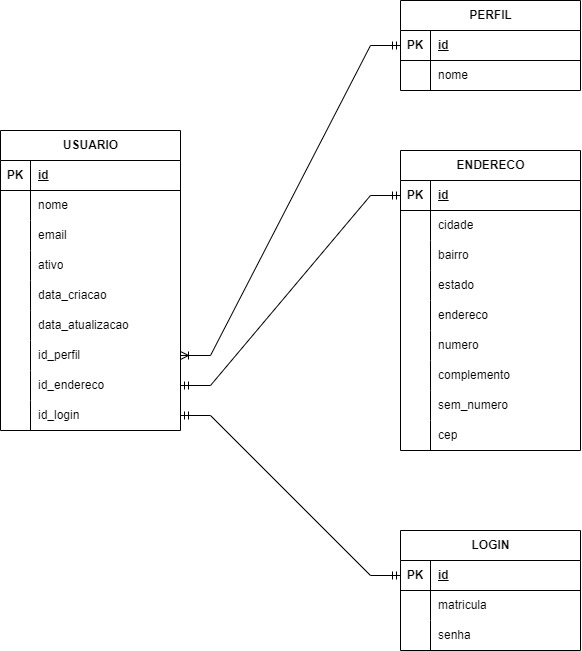 PERFIL
PK id
nome
USUARIO
PK id
nome
email
ativo
data_criacao
data_atualizacao
id_perfil
id_endereco
id_login
ENDERECO
PK id
cidade
bairro
estado
endereco
numero
complemento
sem_numero
cep
LOGIN
PK id
matricula
senha